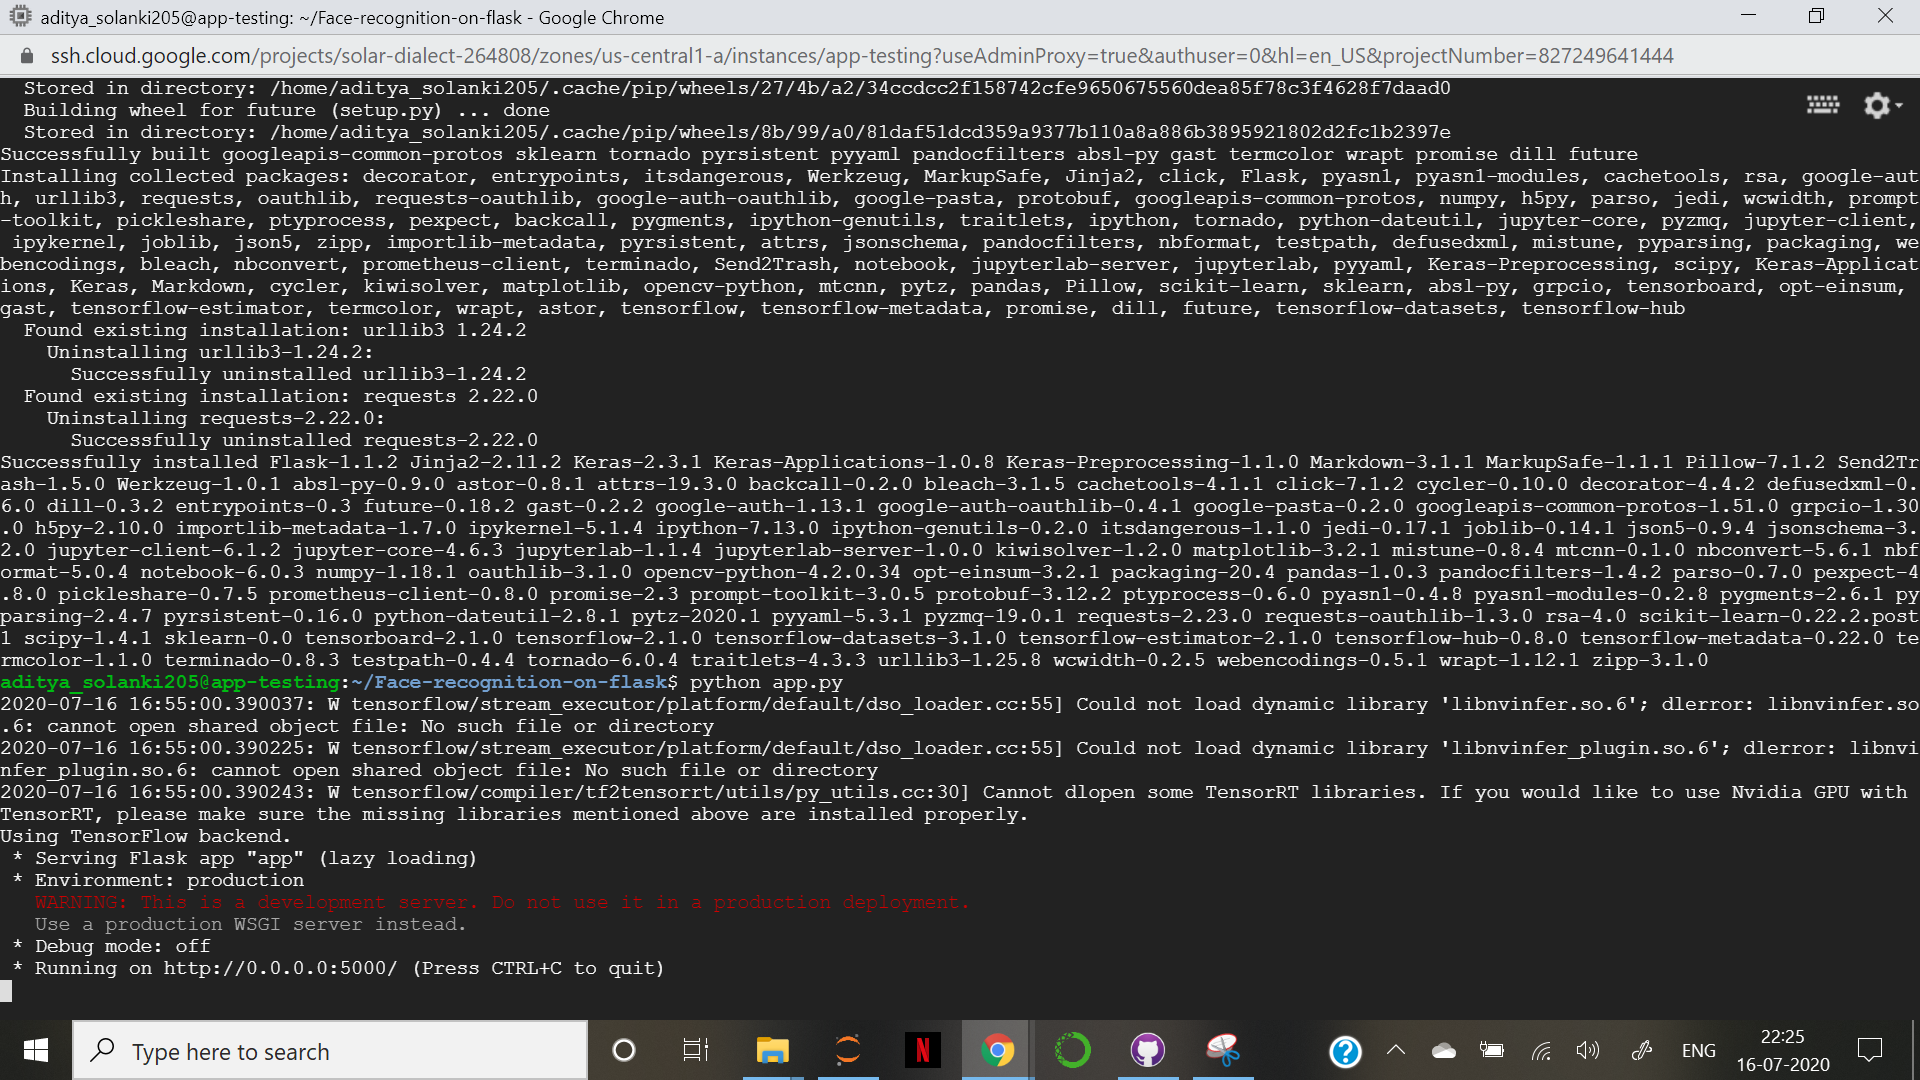 aditya_solanki205@app-testing: ~/Face-recognition-on-flask - Google Chrome
ssh.cloud.google.com/projects/solar-dialect-264808/zones/us-central1-a/instances/app-testing?useAdminProxy=true&authuser=0&hl=en_US&projectNumber=827249641444
Stored in directory: /home/aditya_solanki205/.cache/pip/wheels/27/4b/a2/34ccdcc2f158742cfe9650675560dea85f78c3f4628f7daad0
Building wheel for future (setup.py) ... done
Stored in directory: /home/aditya_solanki205/.cache/pip/wheels/8b/99/a0/81daf51dcd359a9377b110a8a886b3895921802d2fc1b2397e
Successfully built googleapis-common-protos sklearn tornado pyrsistent pyyaml pandocfilters absl-py gast termcolor wrapt promise dill future
Installing collected packages: decorator, entrypoints, itsdangerous, Werkzeug, MarkupSafe, Jinja2, click, Flask, pyasn1, pyasn1-modules, cachetools, rsa, google-aut
h, urllib3, requests, oauthlib, requests-oauthlib, google-auth-oauthlib, google-pasta, protobuf, googleapis-common-protos, numpy, h5py, parso, jedi, wcwidth, prompt
-toolkit, pickleshare, ptyprocess, pexpect, backcall, pygments, ipython-genutils, traitlets, ipython, tornado, python-dateutil, jupyter-core, pyzmq, jupyter-client,
ipykernel, joblib, json5, zipp, importlib-metadata, pyrsistent, attrs, jsonschema, pandocfilters, nbformat, testpath, defusedxml, mistune, pyparsing, packaging, we
bencodings, bleach, nbconvert, prometheus-client, terminado, Send2Trash, notebook, jupyterlab-server, jupyterlab, pyyaml, Keras-Preprocessing, scipy, Keras-Applicat
ions, Keras, Markdown, cycler, kiwisolver, matplotlib, opencv-python, mtcnn, pytz, pandas, Pillow, scikit-learn, sklearn, absl-py, grpcio, tensorboard, opt-einsum,
gast, tensorflow-estimator, termcolor, wrapt, astor, tensorflow, tensorflow-metadata, promise, dill, future, tensorflow-datasets, tensorflow-hub
Found existing installation: urllib3 1.24.2
Uninstalling urllib3-1.24.2:
Successfully uninstalled urllib3-1.24.2
Found existing installation: requests 2.22.0
Uninstalling requests-2.22.0:
Successfully uninstalled requests-2.22.0
Successfully installed Flask-1.1.2 Jinja2-2.11.2 Keras-2.3.1 Keras-Applications-1.0.8 Keras-Preprocessing-1.1.0 Markdown-3.1.1 MarkupSafe-1.1.1 Pillow-7.1.2 Send2Tr
ash-1.5.0 Werkzeug-1.0.1 absl-py-0.9.0 astor-0.8.1 attrs-19.3.0 backcall-0.2.0 bleach-3.1.5 cachetools-4.1.1 click-7.1.2 cycler-0.10.0 decorator-4.4.2 defusedxml-0.
6.0 dill-0.3.2 entrypoints-0.3 future-0.18.2 gast-0.2.2 google-auth-1.13.1 google-auth-oauthlib-0.4.1 google-pasta-0.2.0 googleapis-common-protos-1.51.0 grpcio-1.30
.0 h5py-2.10.0 importlib-metadata-1.7.0 ipykernel-5.1.4 ipython-7.13.0 ipython-genutils-0.2.0 itsdangerous-1.1.0 jedi-0.17.1 joblib-0.14.1 json5-0.9.4 jsonschema-3.
2.0 jupyter-client-6.1.2 jupyter-core-4.6.3 jupyterlab-1.1.4 jupyterlab-server-1.0.0 kiwisolver-1.2.0 matplotlib-3.2.1 mistune-0.8.4 mtcnn-0.1.0 nbconvert-5.6.1 nbf
ormat-5.0.4 notebook-6.0.3 numpy-1.18.1 oauthlib-3.1.0 opencv-python-4.2.0.34 opt-einsum-3.2.1 packaging-20.4 pandas-1.0.3 pandocfilters-1.4.2 parso-0.7.0 pexpect-4
.8.0 pickleshare-0.7.5 prometheus-client-0.8.0 promise-2.3 prompt-toolkit-3.0.5 protobuf-3.12.2 ptyprocess-0.6.0 pyasn1-0.4.8 pyasn1-modules-0.2.8 pygments-2.6.1 py
parsing-2.4.7 pyrsistent-0.16.0 python-dateutil-2.8.1 pytz-2020.1 pyyaml-5.3.1 pyzmq-19.0.1 requests-2.23.0 requests-oauthlib-1.3.0 rsa-4.0 scikit-learn-0.22.2.post
1 scipy-1.4.1 sklearn-0.0 tensorboard-2.1.0 tensorflow-2.1.0 tensorflow-datasets-3.1.0 tensorflow-estimator-2.1.0 tensorflow-hub-0.8.0 tensorflow-metadata-0.22.0 te
rmcolor-1.1.0 terminado-0.8.3 testpath-0.4.4 tornado-6.0.4 traitlets-4.3.3 urllib3-1.25.8 wcwidth-0.2.5 webencodings-0.5.1 wrapt-1.12.1 zipp-3.1.0
aditya_solanki205@app-testing:~/Face-recognition-on-flask$ python app.py
2020-07-16 16:55:00.390037: W tensorflow/stream_executor/platform/default/dso_loader.cc:55] Could not load dynamic library 'libnvinfer.so.6'; dlerror: libnvinfer.so
.6: cannot open shared object file: No such file or directory
2020-07-16 16:55:00.390225: W tensorflow/stream_executor/platform/default/dso_loader.cc:55] Could not load dynamic library 'libnvinfer_plugin.so.6'; dlerror: libnvi
nfer_plugin.so.6: cannot open shared object file: No such file or directory
2020-07-16 16:55:00.390243: W tensorflow/compiler/tf2tensorrt/utils/py_utils.cc:30] Cannot dlopen some TensorRT libraries. If you would like to use Nvidia GPU with
TensorRT, please make sure the missing libraries mentioned above are installed properly.
Using TensorFlow backend.
* Serving Flask app "app" (lazy loading)
* Environment: production
WARNING: This is a development server. Do not use it in a production deployment.
Use a production WSGI server instead.
* Debug mode: off
* Running on http://0.0.0.0:5000/ (Press CTRL+C to quit)
Type here to search
N
?
ENG
22:25
16-07-2020